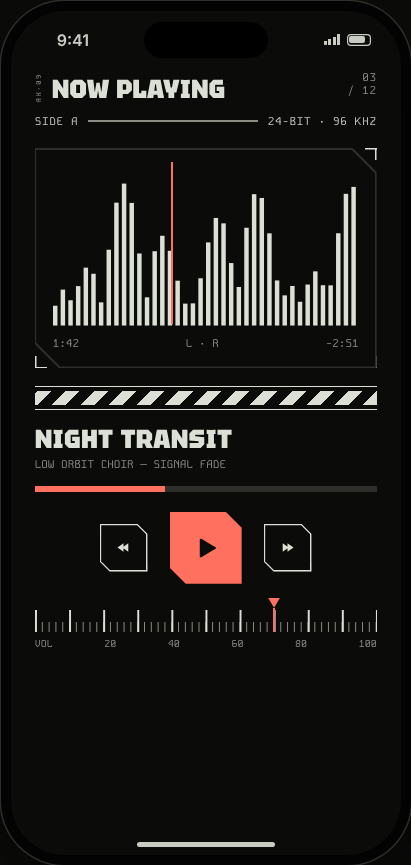 9:41
RK-09
NOW PLAYING
03
/ 12
SIDE A
24-BIT · 96 KHZ
1:42
L · R
-2:51
NIGHT TRANSIT
LOW ORBIT CHOIR — SIGNAL FADE
VOL 20 40 60 80 100